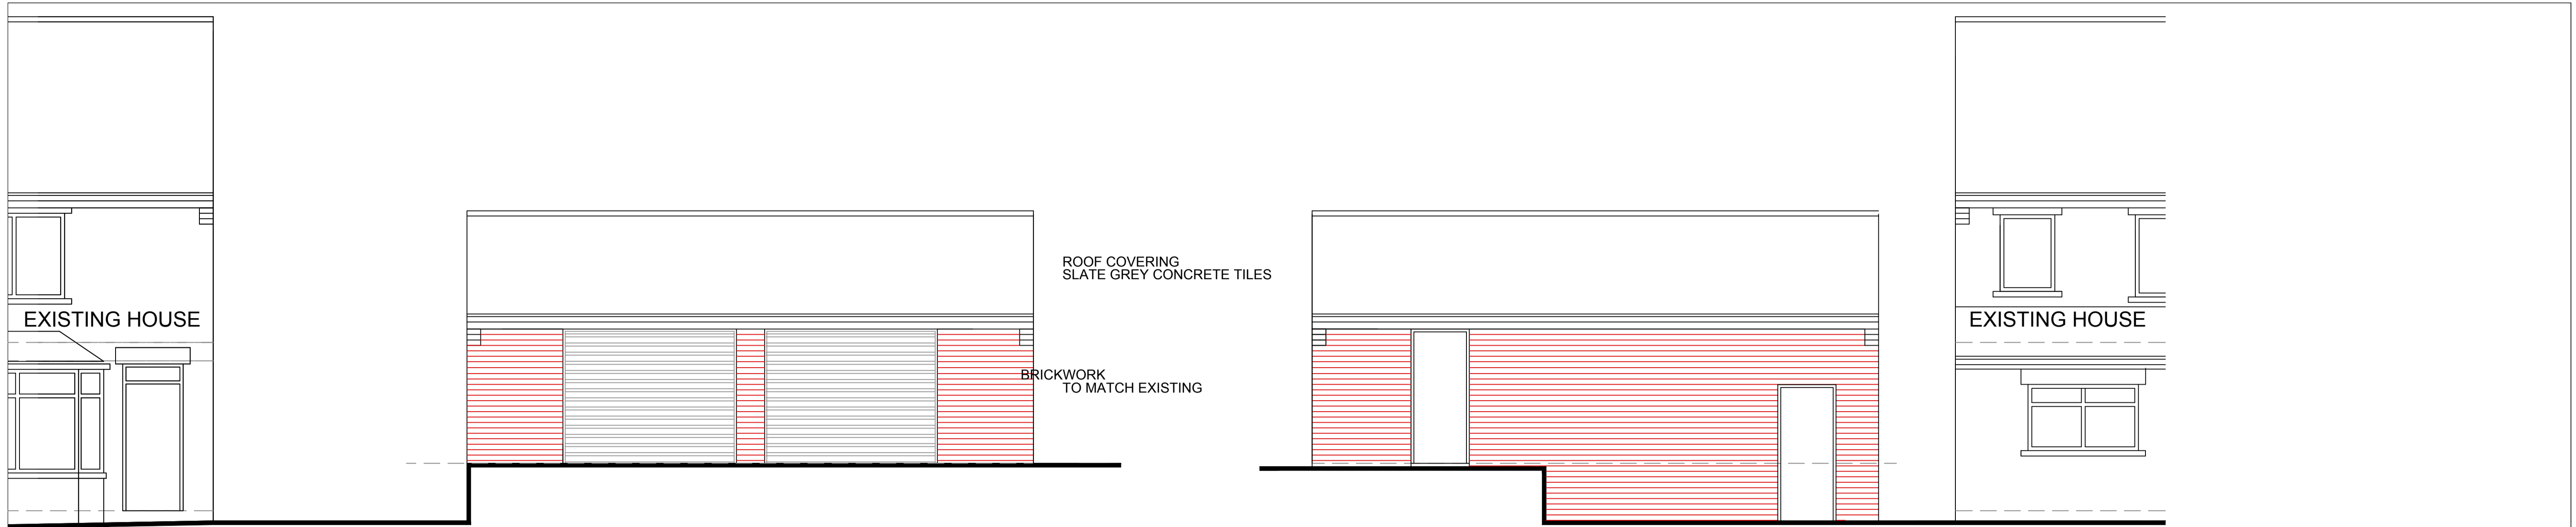 EXISTING HOUSE
ROOF COVERING
SLATE GREY CONCRETE TILES
BRICKWORK
TO MATCH EXISTING
EXISTING HOUSE